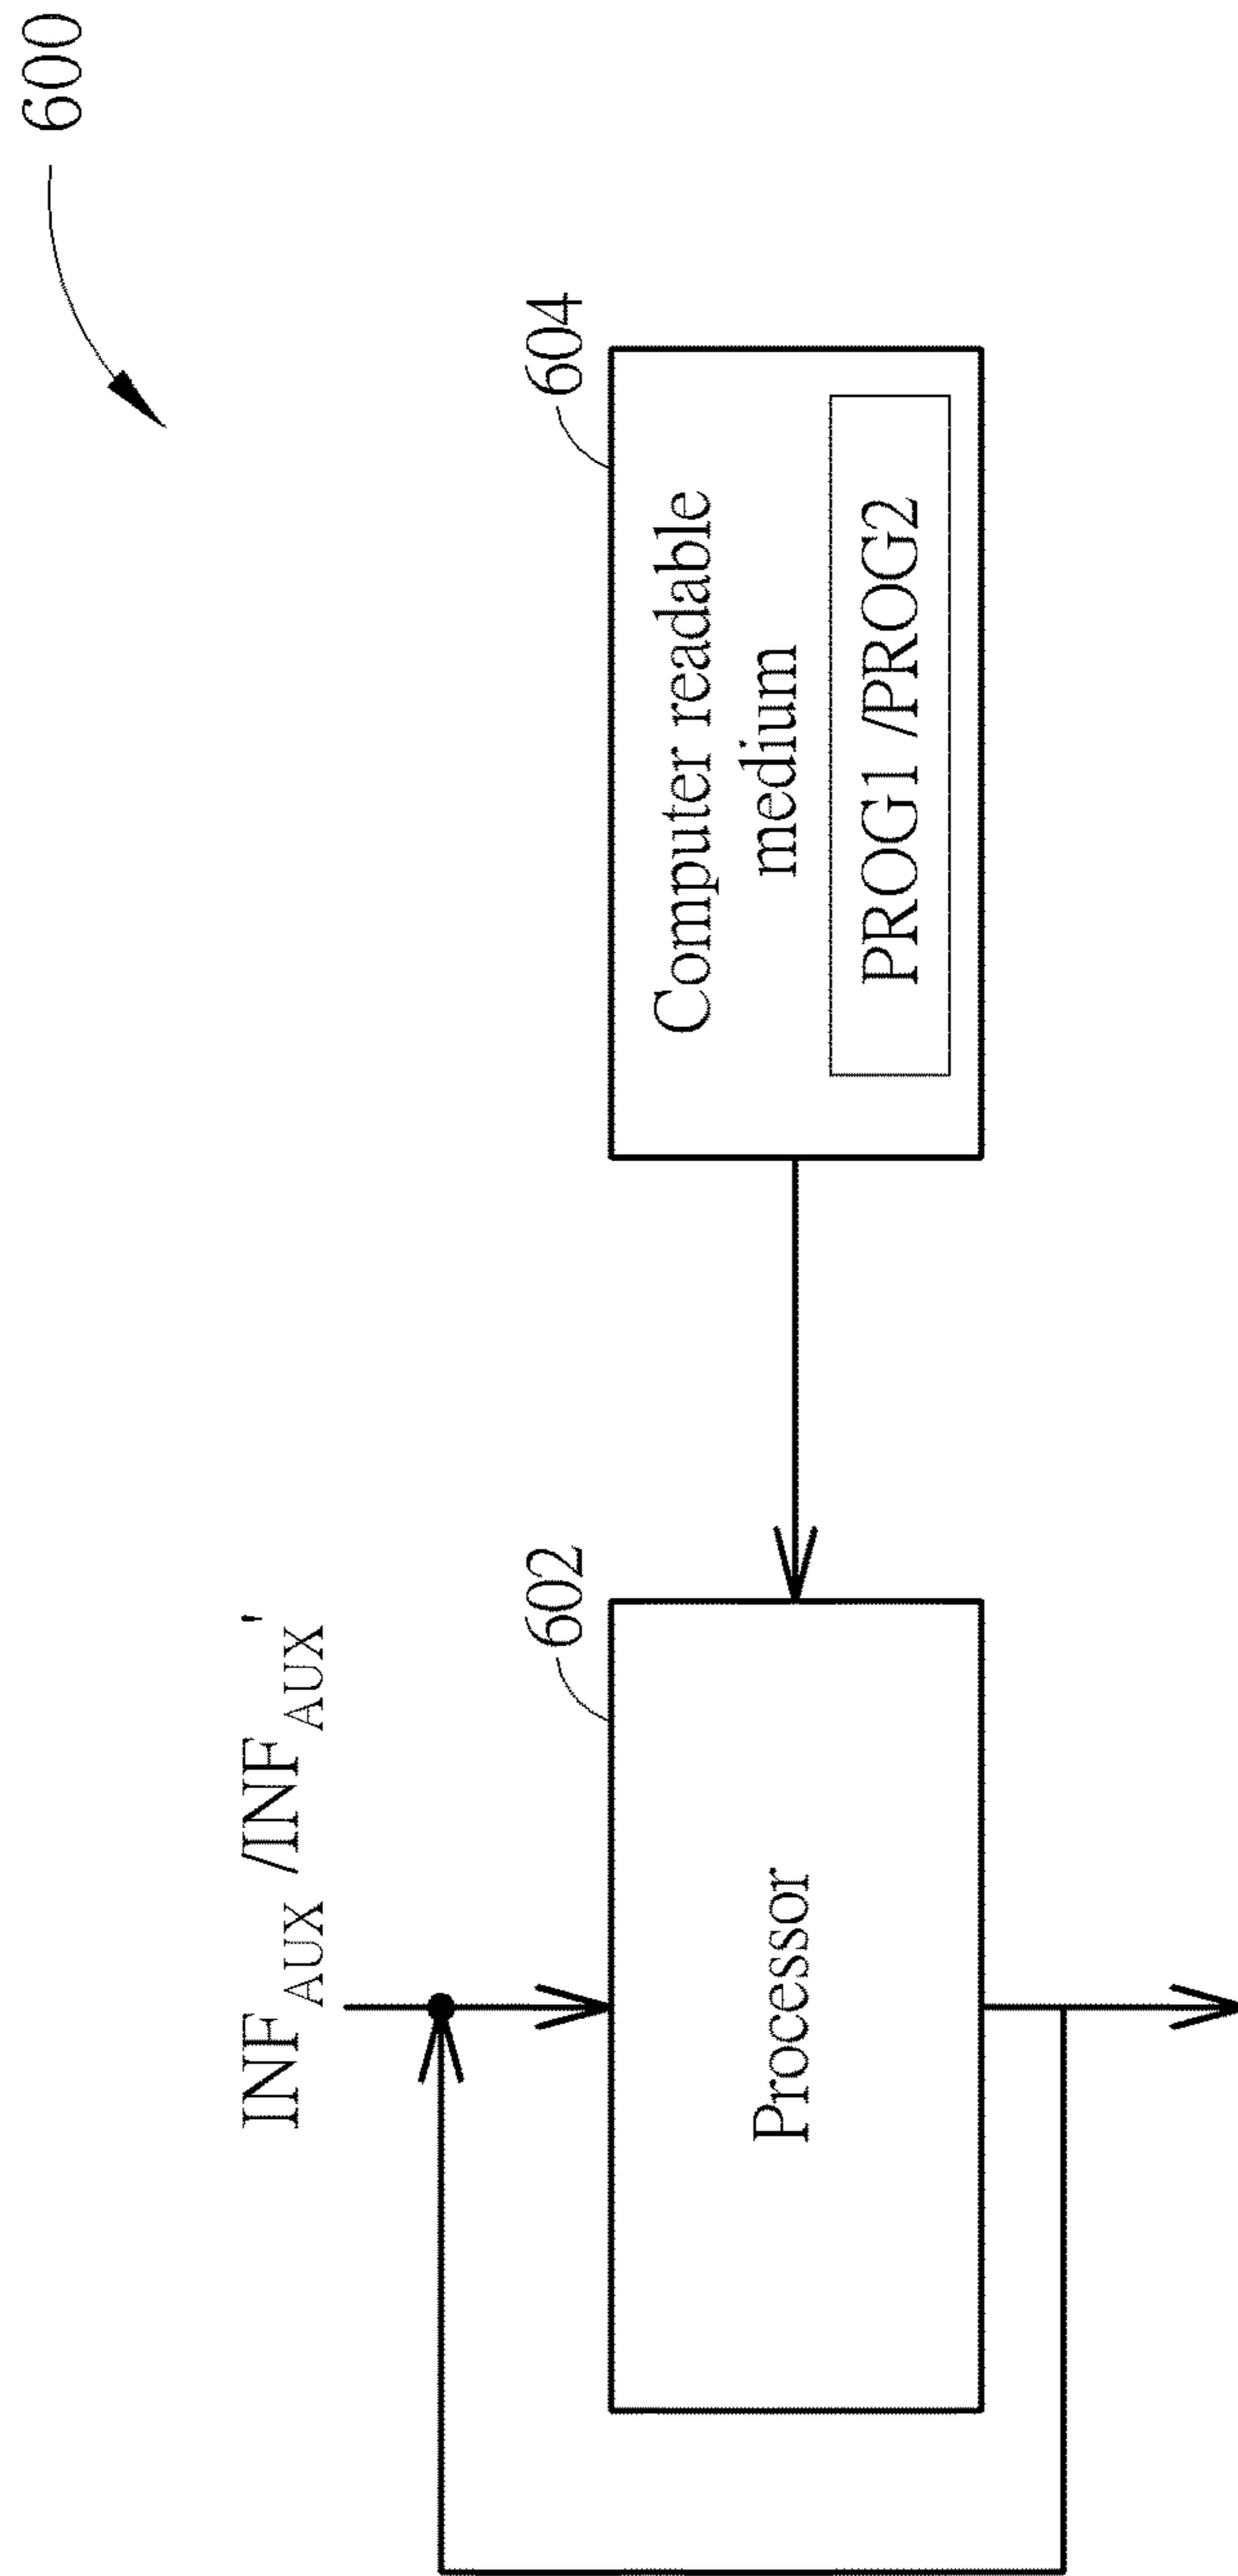 600
INF_AUX /INF_AUX'
602
Processor
604
Computer readable
medium
PROG1 /PROG2